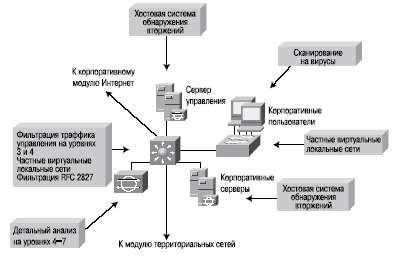 Хостовая система
обнаружения
вторжений
Сканирование
на вирусы
К корпоративному
модулю Интернет
Сервер
управления
Корпоративные
пользователи
Фильтрация траффика
управления на уровнях
3 и 4
Частные виртуальные
локальные сети
Фильтрация RFC 2827
Частные виртуальные
локальные сети
Корпоративные
серверы
Хостовая система
обнаружения
вторжений
Детальный анализ
на уровнях 4–7
К модулю территориальных сетей